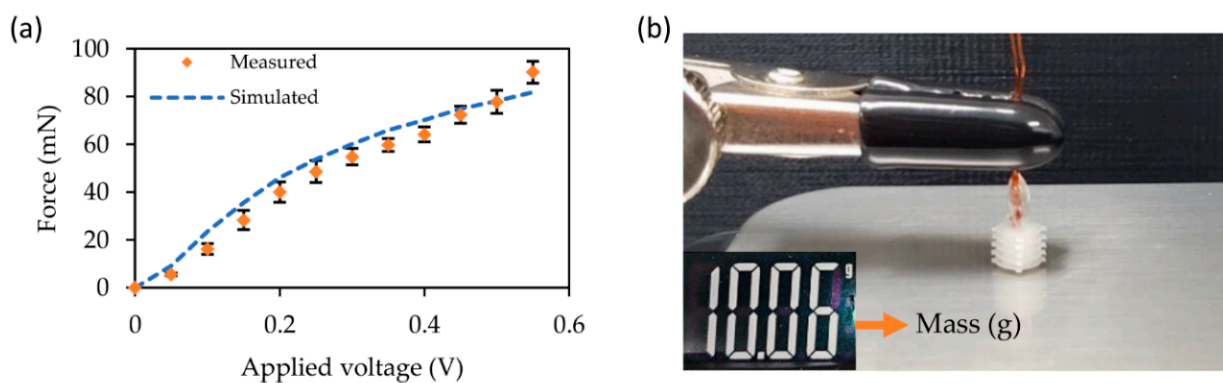 (a)
100
80
60
40
20
0
Force (mN)
Measured
Simulated
0
0.2
0.4
0.6
Applied voltage (V)
(b)
10.06
g
Mass (g)